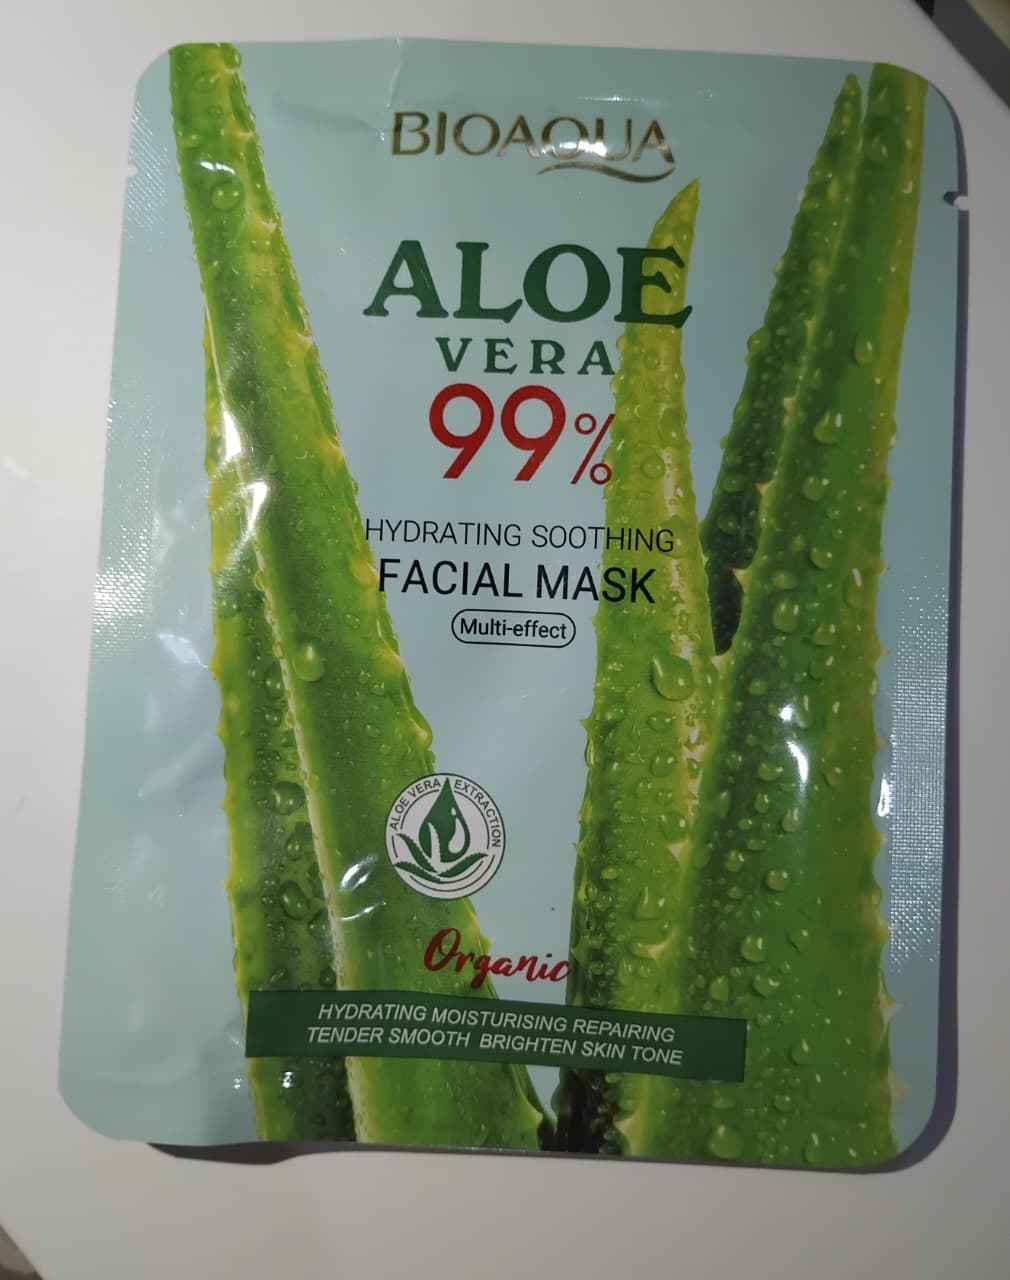 BIOAQUA
ALOE
VERA
99%
HYDRATING SOOTHING
FACIAL MASK
Multi-effect
ALOE VERA EXTRACTION
Organic
HYDRATING MOISTURISING REPAIRING
TENDER SMOOTH BRIGHTEN SKIN TONE